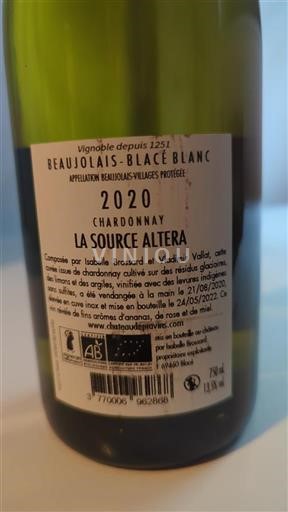 Vignoble depuis 1251
BEAUJOLAIS-BLACÉ BLANC
APPELLATION BEAUJOLAIS-VILLAGES PROTÉGÉE
2020
CHARDONNAY
LA SOURCE ALTERA
Composée par Isabelle Brossard et Vadim Vallat, cette
cuvée issue de chardonnay cultivé sur des résidus glaciaires,
des limons et des argiles, vinifiée avec des levures indigènes
sans sulfites, a été vendangée à la main le 21/08/2020,
élevée en cuve inox et mise en bouteille le 24/05/2022. Ce
vin révèle de fins arômes d'ananas, de rose et de miel.
www.chateaudepravins.com
mis en bouteille au château
par Isabelle Brossard,
propriétaire exploitante
F 69460 Blacé
AB
750 ml
13,5% vol
3 770006 962868
VINOU